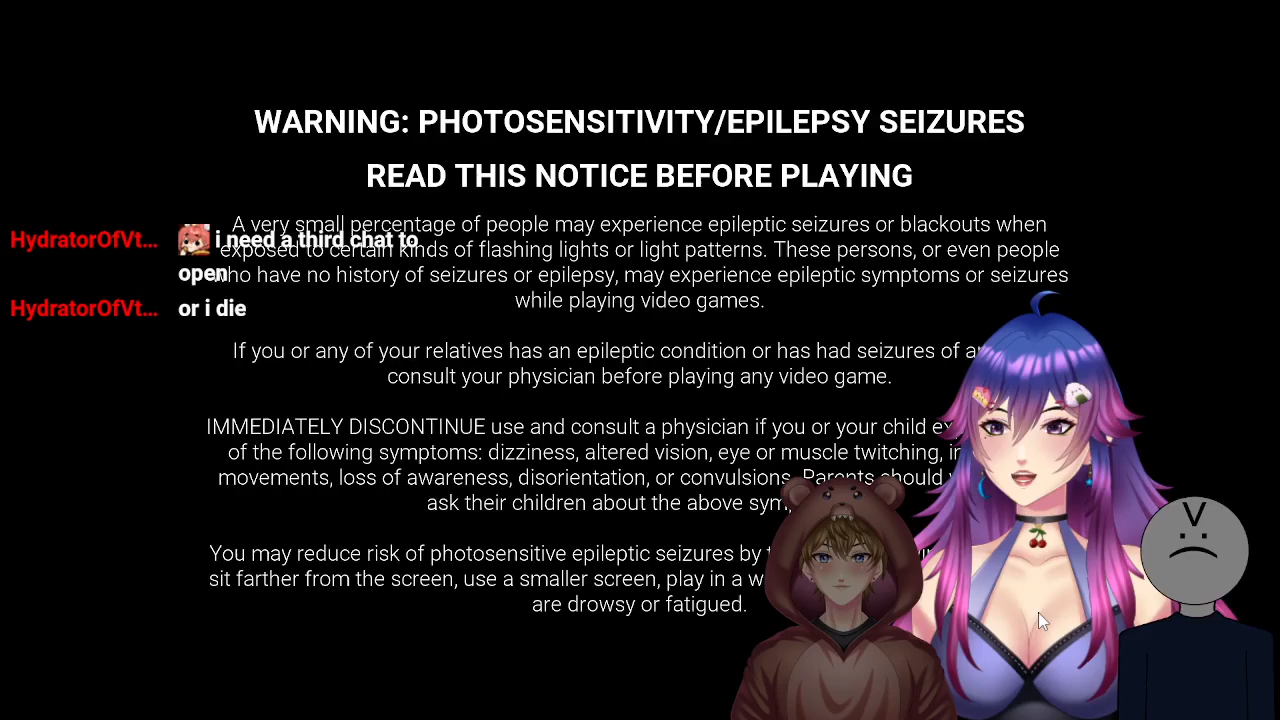 WARNING: PHOTOSENSITIVITY/EPILEPSY SEIZURES
READ THIS NOTICE BEFORE PLAYING
A very small percentage of people may experience epileptic seizures or blackouts when
HydratorOfVt... i need a third chat to
exposed to certain kinds of flashing lights or light patterns. These persons, or even people
open
who have no history of seizures or epilepsy, may experience epileptic symptoms or seizures
while playing video games.
HydratorOfVt... or i die
If you or any of your relatives has an epileptic condition or has had seizures of
consult your physician before playing any video game.
IMMEDIATELY DISCONTINUE use and consult a physician if you or your child
of the following symptoms: dizziness, altered vision, eye or muscle twitching,
movements, loss of awareness, disorientation, or convulsions. Parents should
ask their children about the above
You may reduce risk of photosensitive epileptic seizures by
sit farther from the screen, use a smaller screen, play in a
are drowsy or fatigued.
V